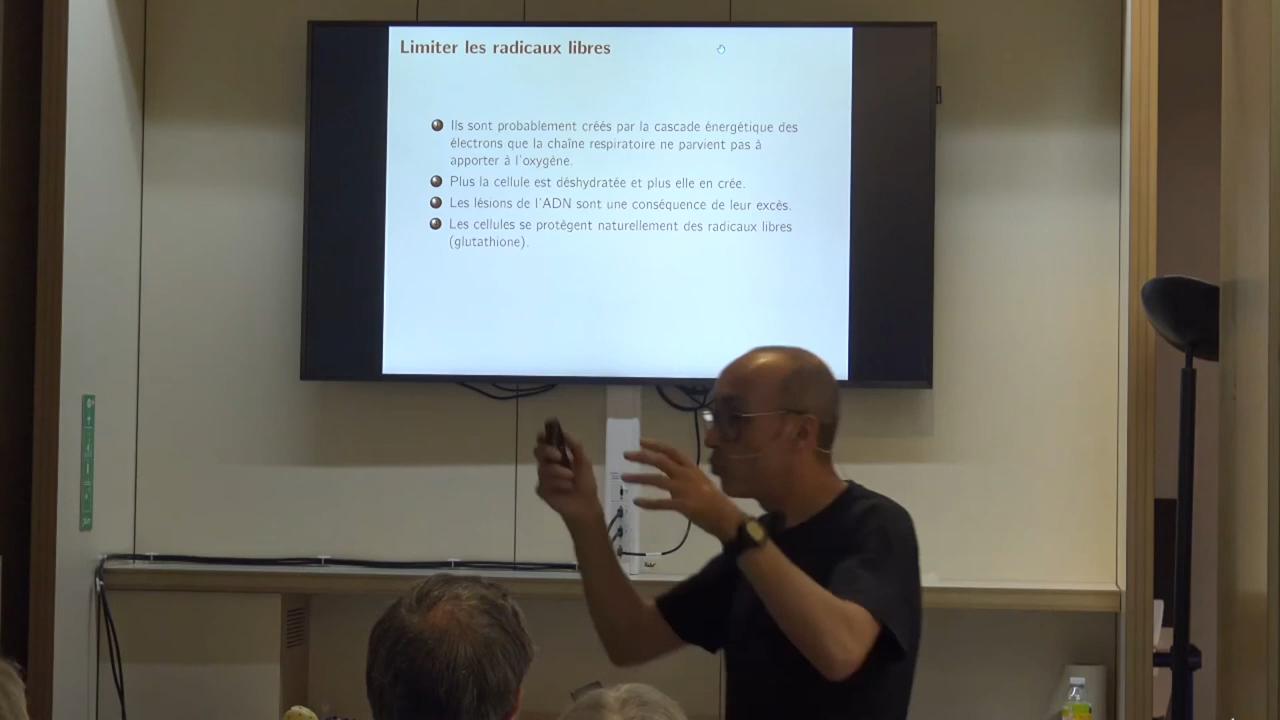 Limiter les radicaux libres
Ils sont probablement créés par la cascade énergétique des
électrons que la chaîne respiratoire ne parvient pas à
apporter à l'oxygène.
Plus la cellule est déshydratée et plus elle en crée.
Les lésions de l'ADN sont une conséquence de leur excès.
Les cellules se protègent naturellement des radicaux libres
(glutathione).